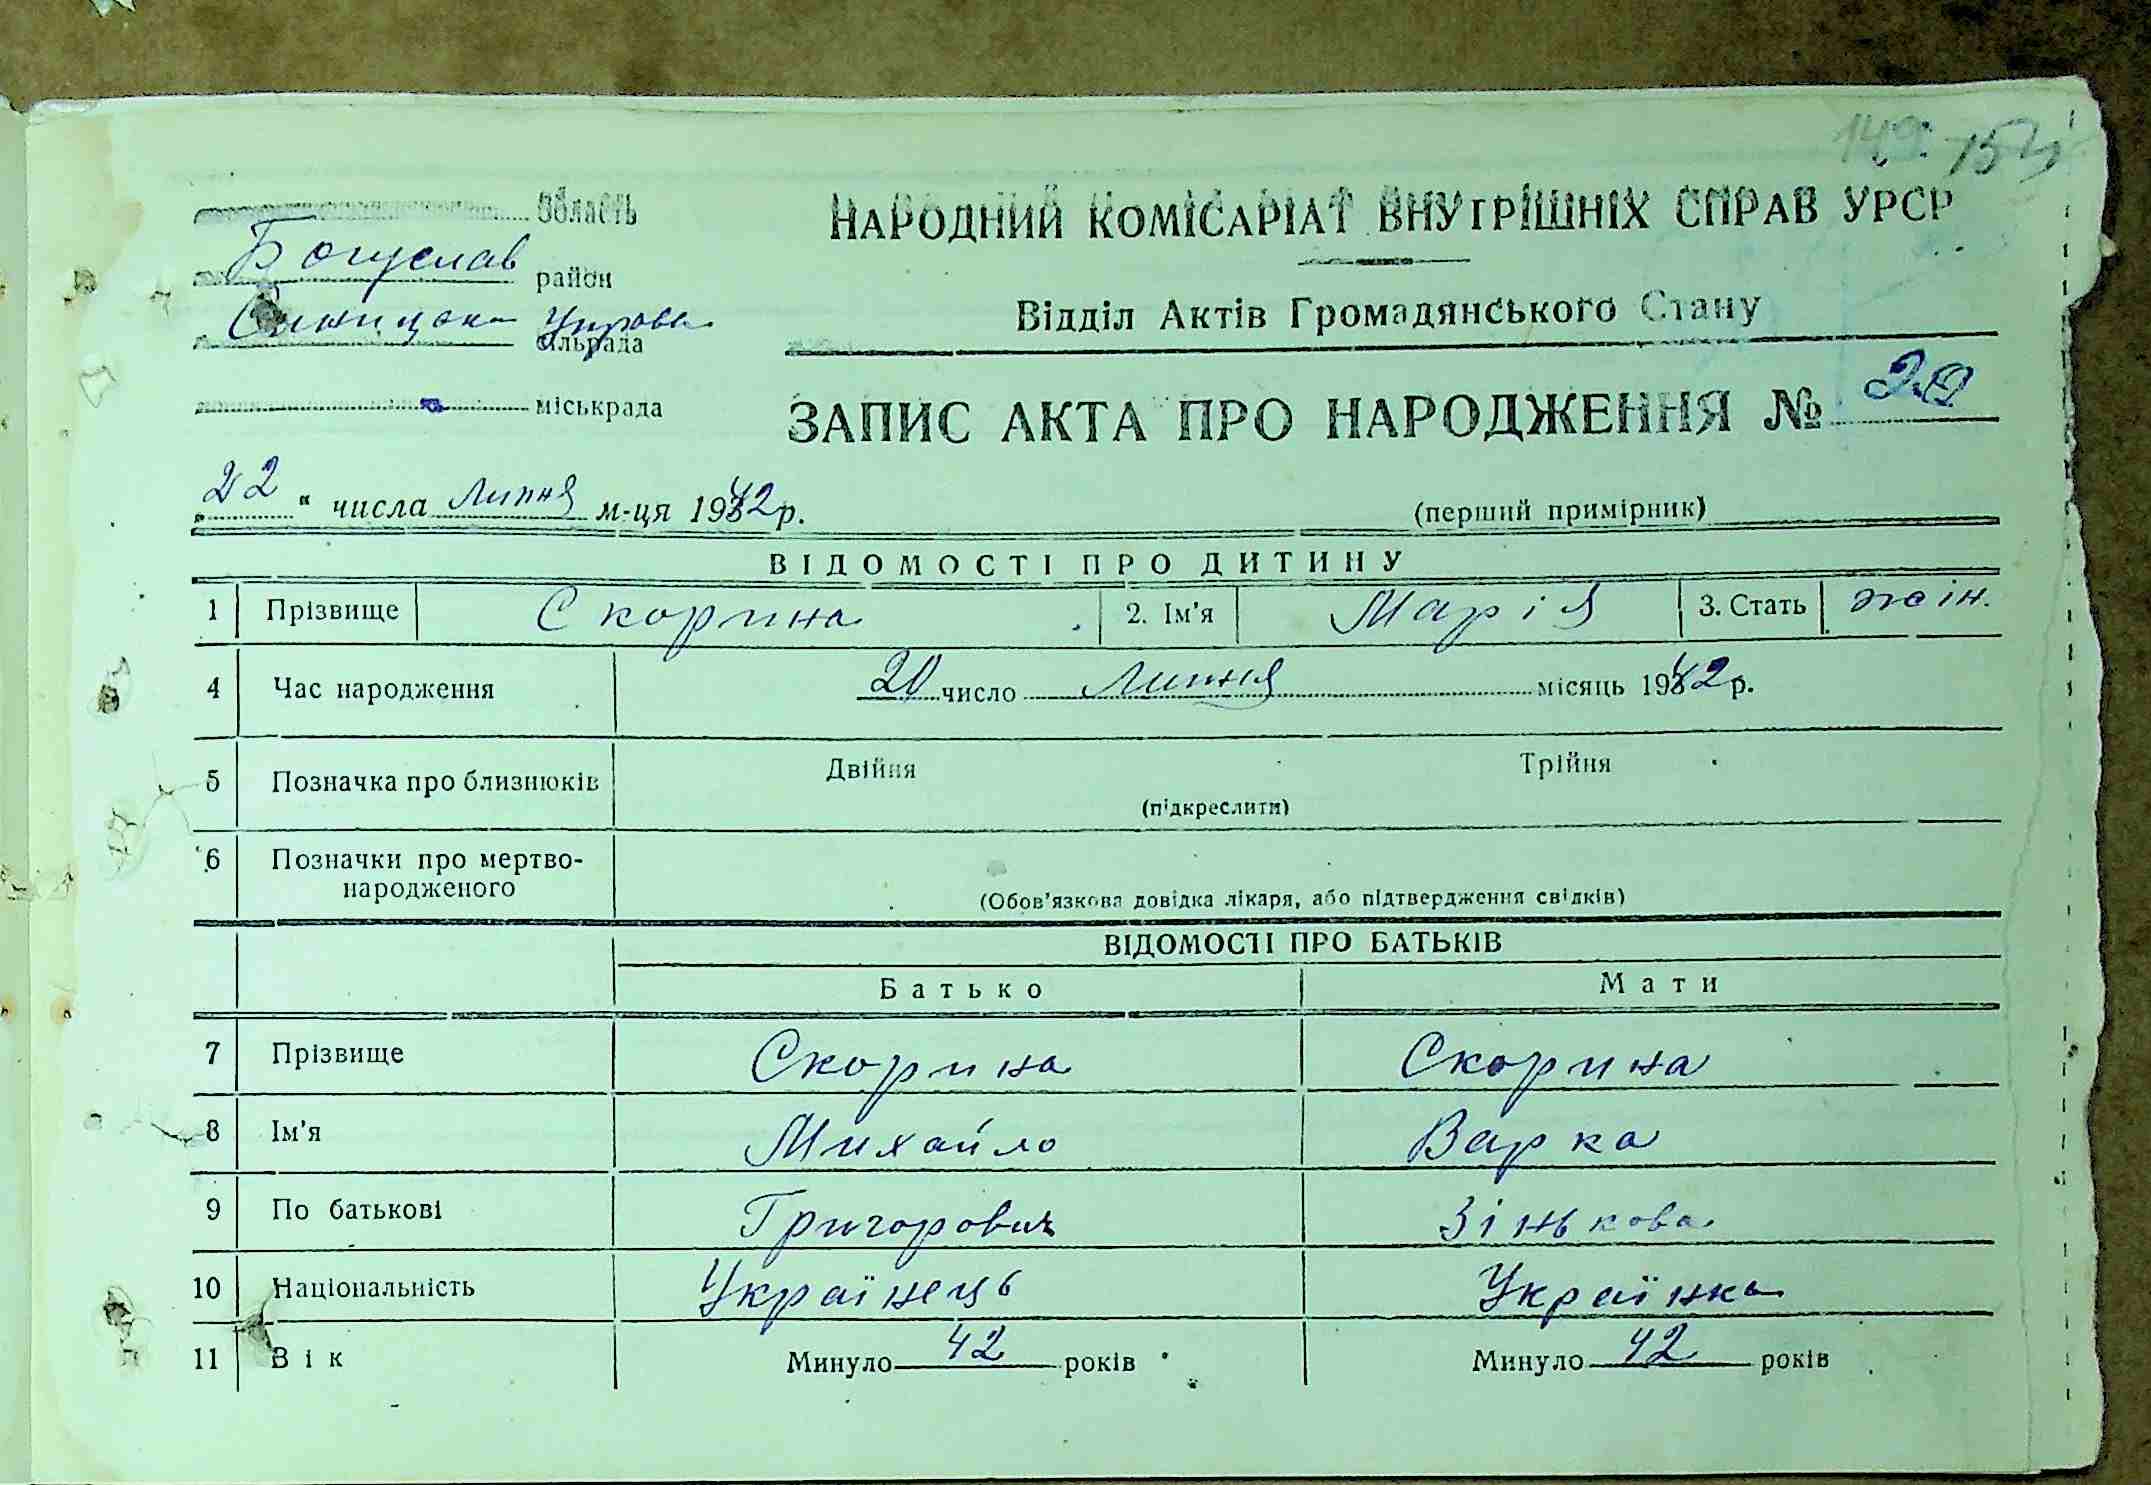 149. 154
область
НАРОДНИЙ КОМІСАРІАТ ВНУТРІШНІХ СПРАВ УРСР
Богуслав район
Синицька Управа
сільрада
Відділ Актів Громадянського Стану
міськрада
ЗАПИС АКТА ПРО НАРОДЖЕННЯ №
„ 22 " числа Липня м-ця 1942 р.
(перший примірник)
ВІДОМОСТІ ПРО ДИТИНУ
1 Прізвище Скорина 2. Ім'я Марія 3. Стать жін.
4 Час народження 20 число Липня місяць 1942 р.
5 Позначка про близнюків Двійня Трійня
(підкреслити)
6 Позначки про мертво-
народженого
(Обов'язкова довідка лікаря, або підтвердження свідків)
ВІДОМОСТІ ПРО БАТЬКІВ
Батько Мати
7 Прізвище Скорина Скорина
8 Ім'я Михайло Варка
9 По батькові Григорович Зінькова
10 Національність Українець Українка
11 Вік Минуло 42 років Минуло 42 років